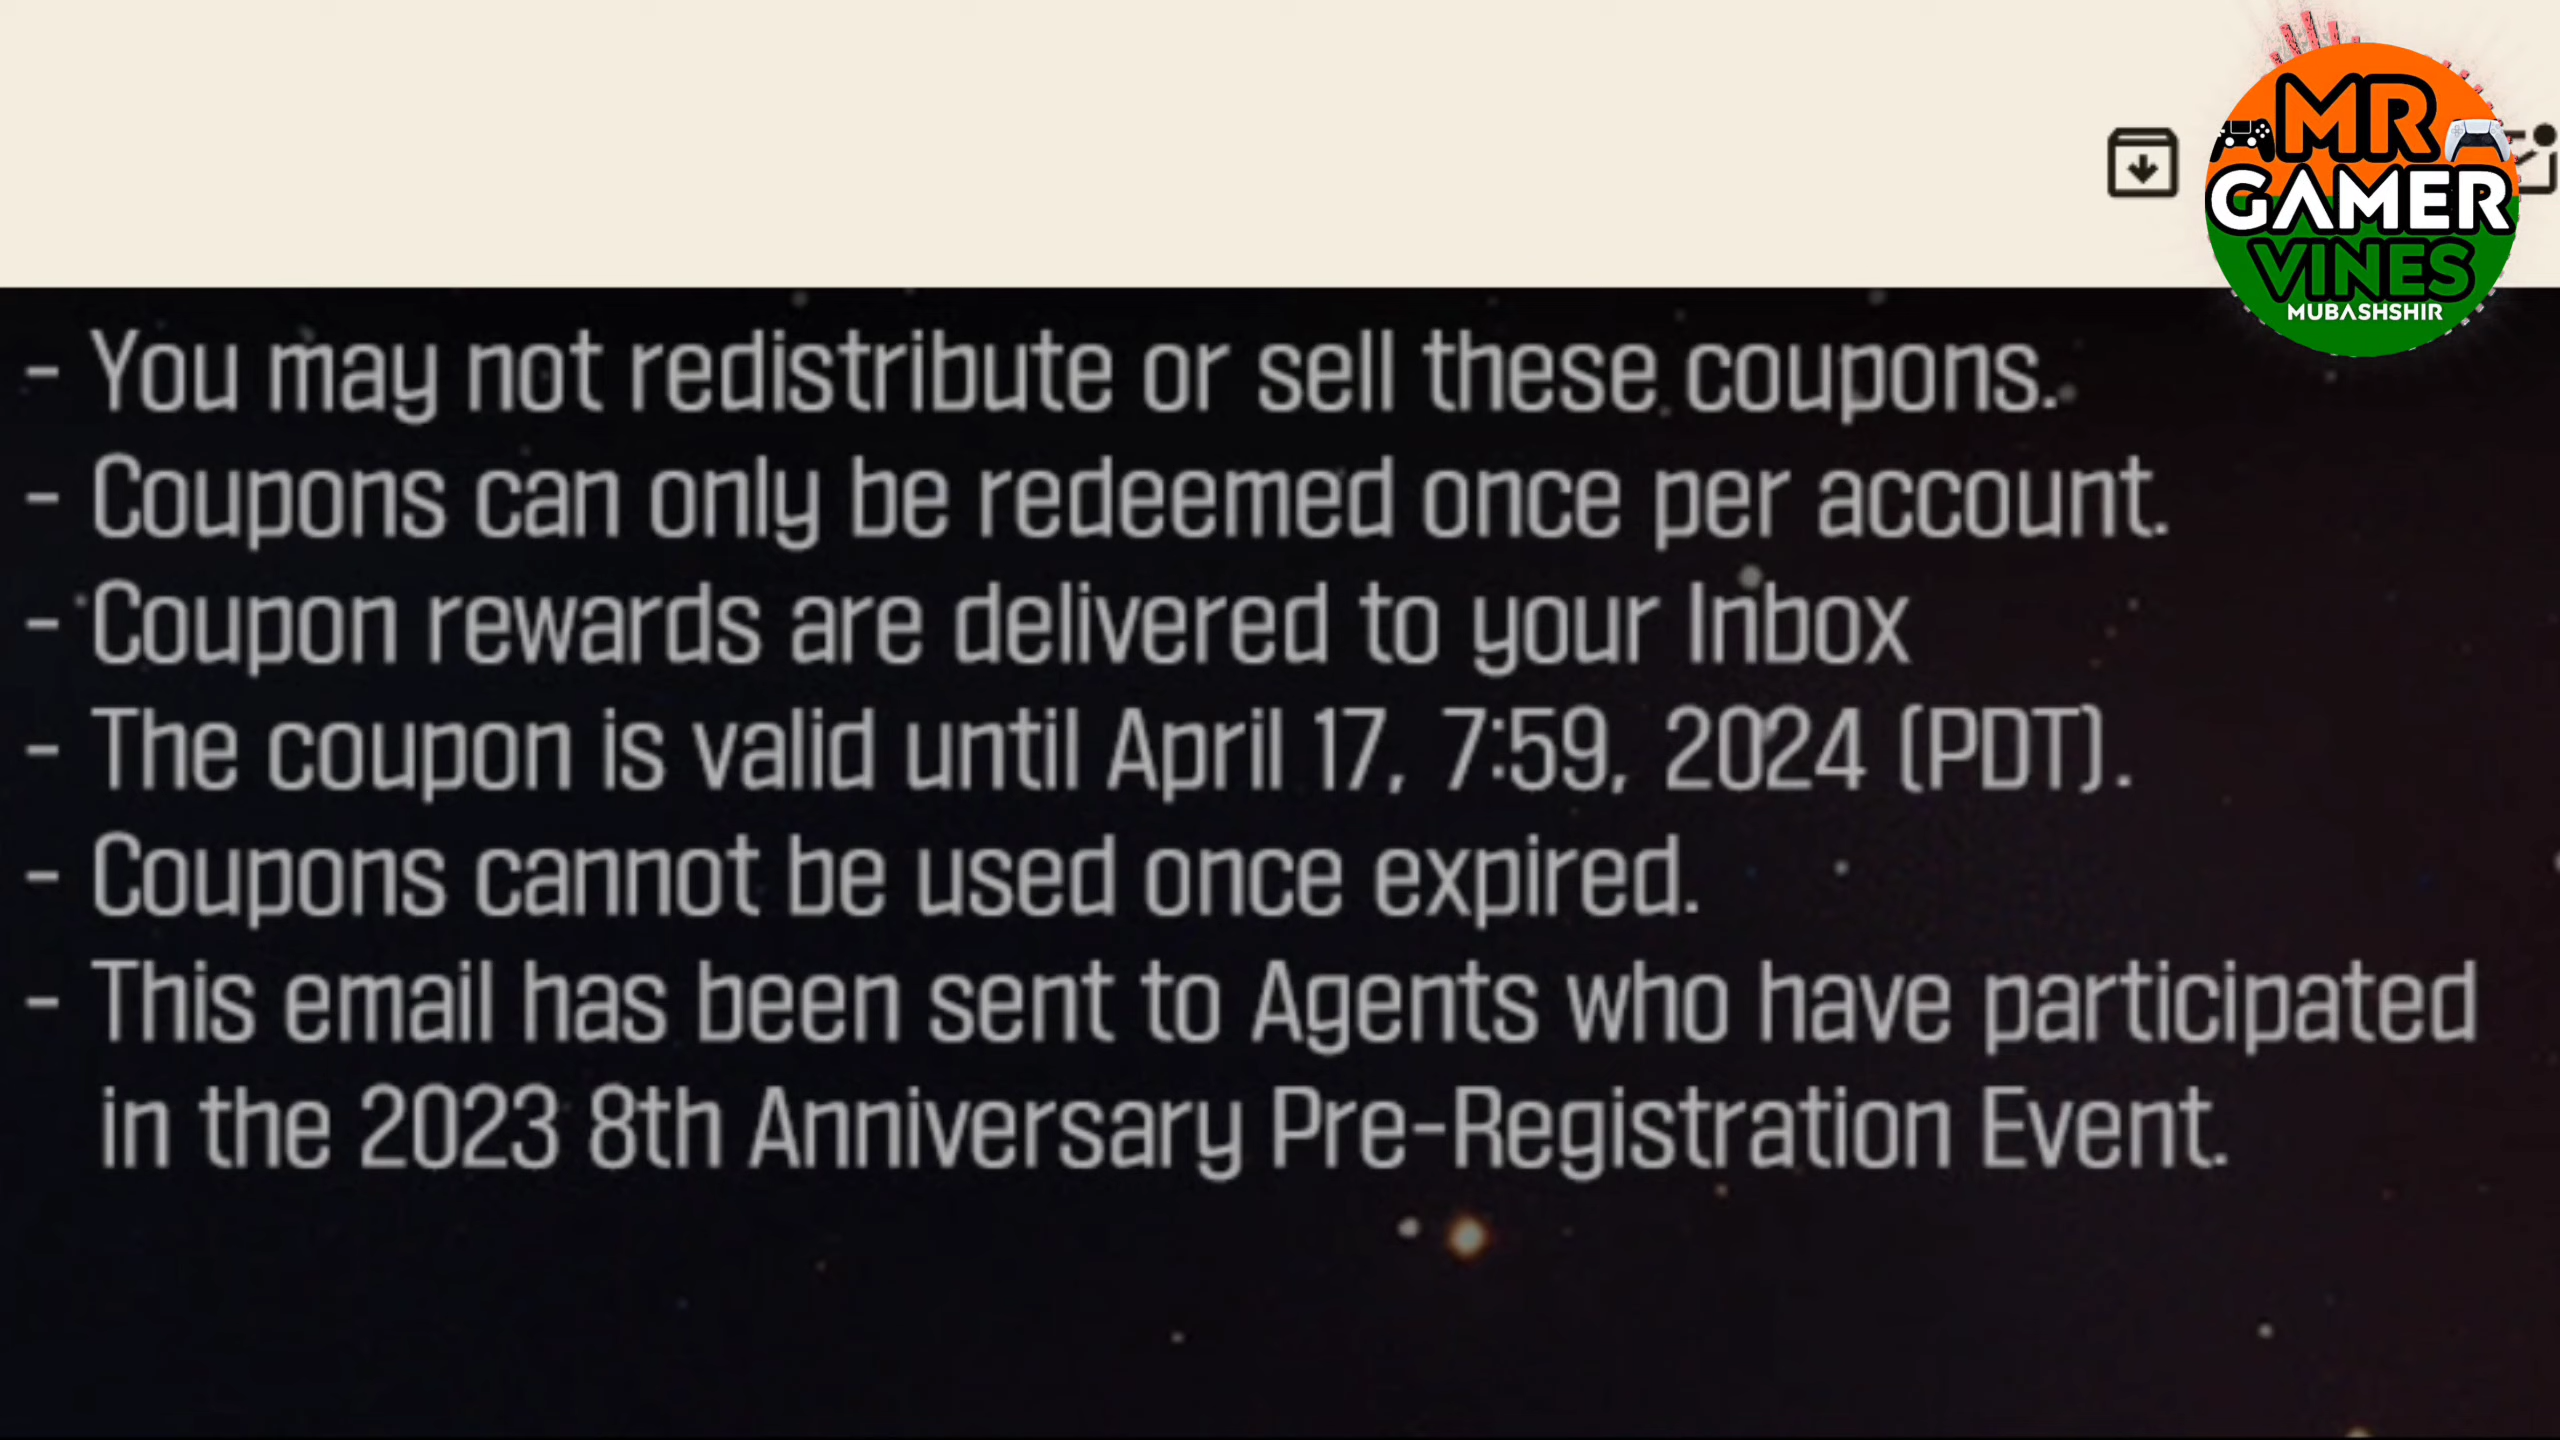 MR
GAMER
VINES
MUBASHSHIR
- You may not redistribute or sell these coupons.
- Coupons can only be redeemed once per account.
- Coupon rewards are delivered to your Inbox
- The coupon is valid until April 17, 7:59, 2024 (PDT).
- Coupons cannot be used once expired.
- This email has been sent to Agents who have participated
in the 2023 8th Anniversary Pre-Registration Event.